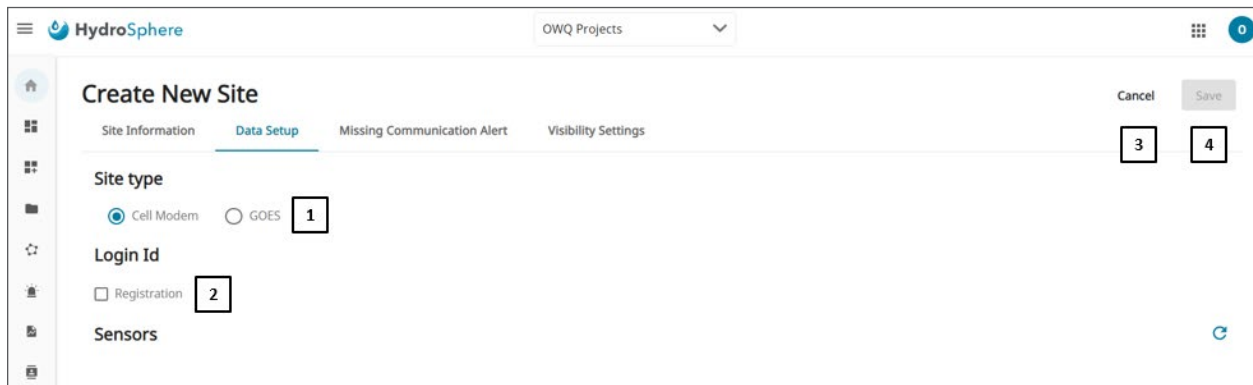 HydroSphere
OWQ Projects
O
Create New Site
Cancel
Save
Site Information
Data Setup
Missing Communication Alert
Visibility Settings
3
4
Site type
Cell Modem
GOES
1
Login Id
Registration
2
Sensors